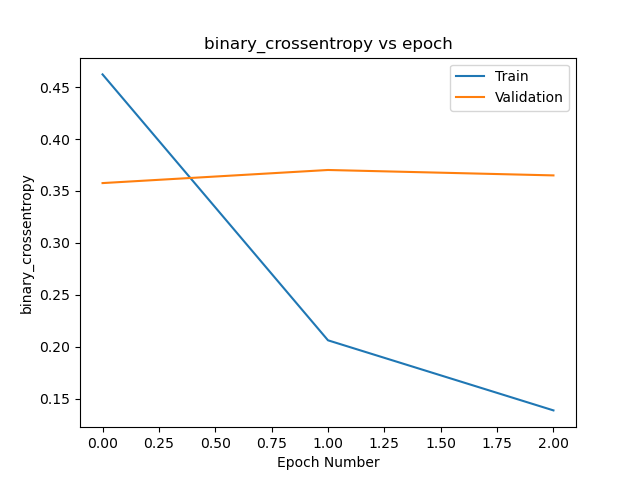 binary_crossentropy vs epoch
Train
Validation
binary_crossentropy
0.45
0.40
0.35
0.30
0.25
0.20
0.15
0.00 0.25 0.50 0.75 1.00 1.25 1.50 1.75 2.00
Epoch Number